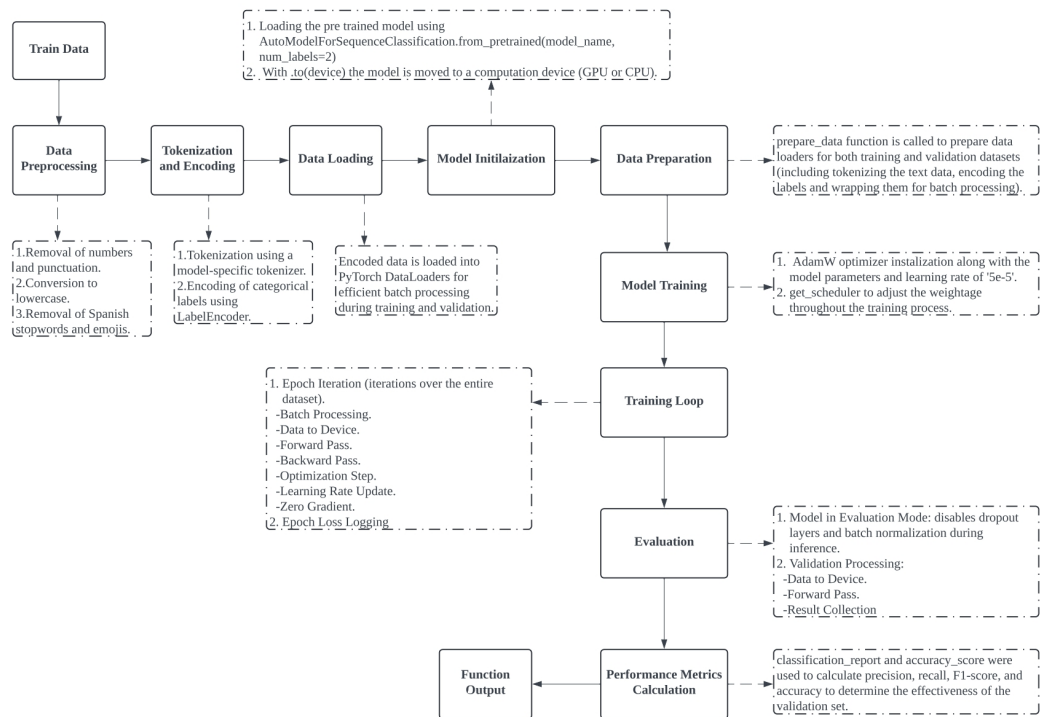 1. Loading the pre trained model using
AutoModelForSequenceClassification.from_pretrained(model_name,
num_labels=2)
2. With .to(device) the model is moved to a computation device (GPU or CPU).
Train Data
Data
Preprocessing
Tokenization
and Encoding
Data Loading
Model Initilaization
Data Preparation
prepare_data function is called to prepare data
loaders for both training and validation datasets
(including tokenizing the text data, encoding the
labels and wrapping them for batch processing).
1.Removal of numbers
and punctuation.
2.Conversion to
lowercase.
3.Removal of Spanish
stopwords and emojis.
1.Tokenization using a
model-specific tokenizer.
2.Encoding of categorical
labels using
LabelEncoder.
Encoded data is loaded into
PyTorch DataLoaders for
efficient batch processing
during training and validation.
Model Training
1. AdamW optimizer instalization along with the
model parameters and learning rate of '5e-5'.
2. get_scheduler to adjust the weightage
throughout the training process.
1. Epoch Iteration (iterations over the entire
dataset).
-Batch Processing.
-Data to Device.
-Forward Pass.
-Backward Pass.
-Optimization Step.
-Learning Rate Update.
-Zero Gradient.
2. Epoch Loss Logging
Training Loop
Evaluation
1. Model in Evaluation Mode: disables dropout
layers and batch normalization during
inference.
2. Validation Processing:
-Data to Device.
-Forward Pass.
-Result Collection
Function
Output
Performance Metrics
Calculation
classification_report and accuracy_score were
used to calculate precision, recall, F1-score, and
accuracy to determine the effectiveness of the
validation set.